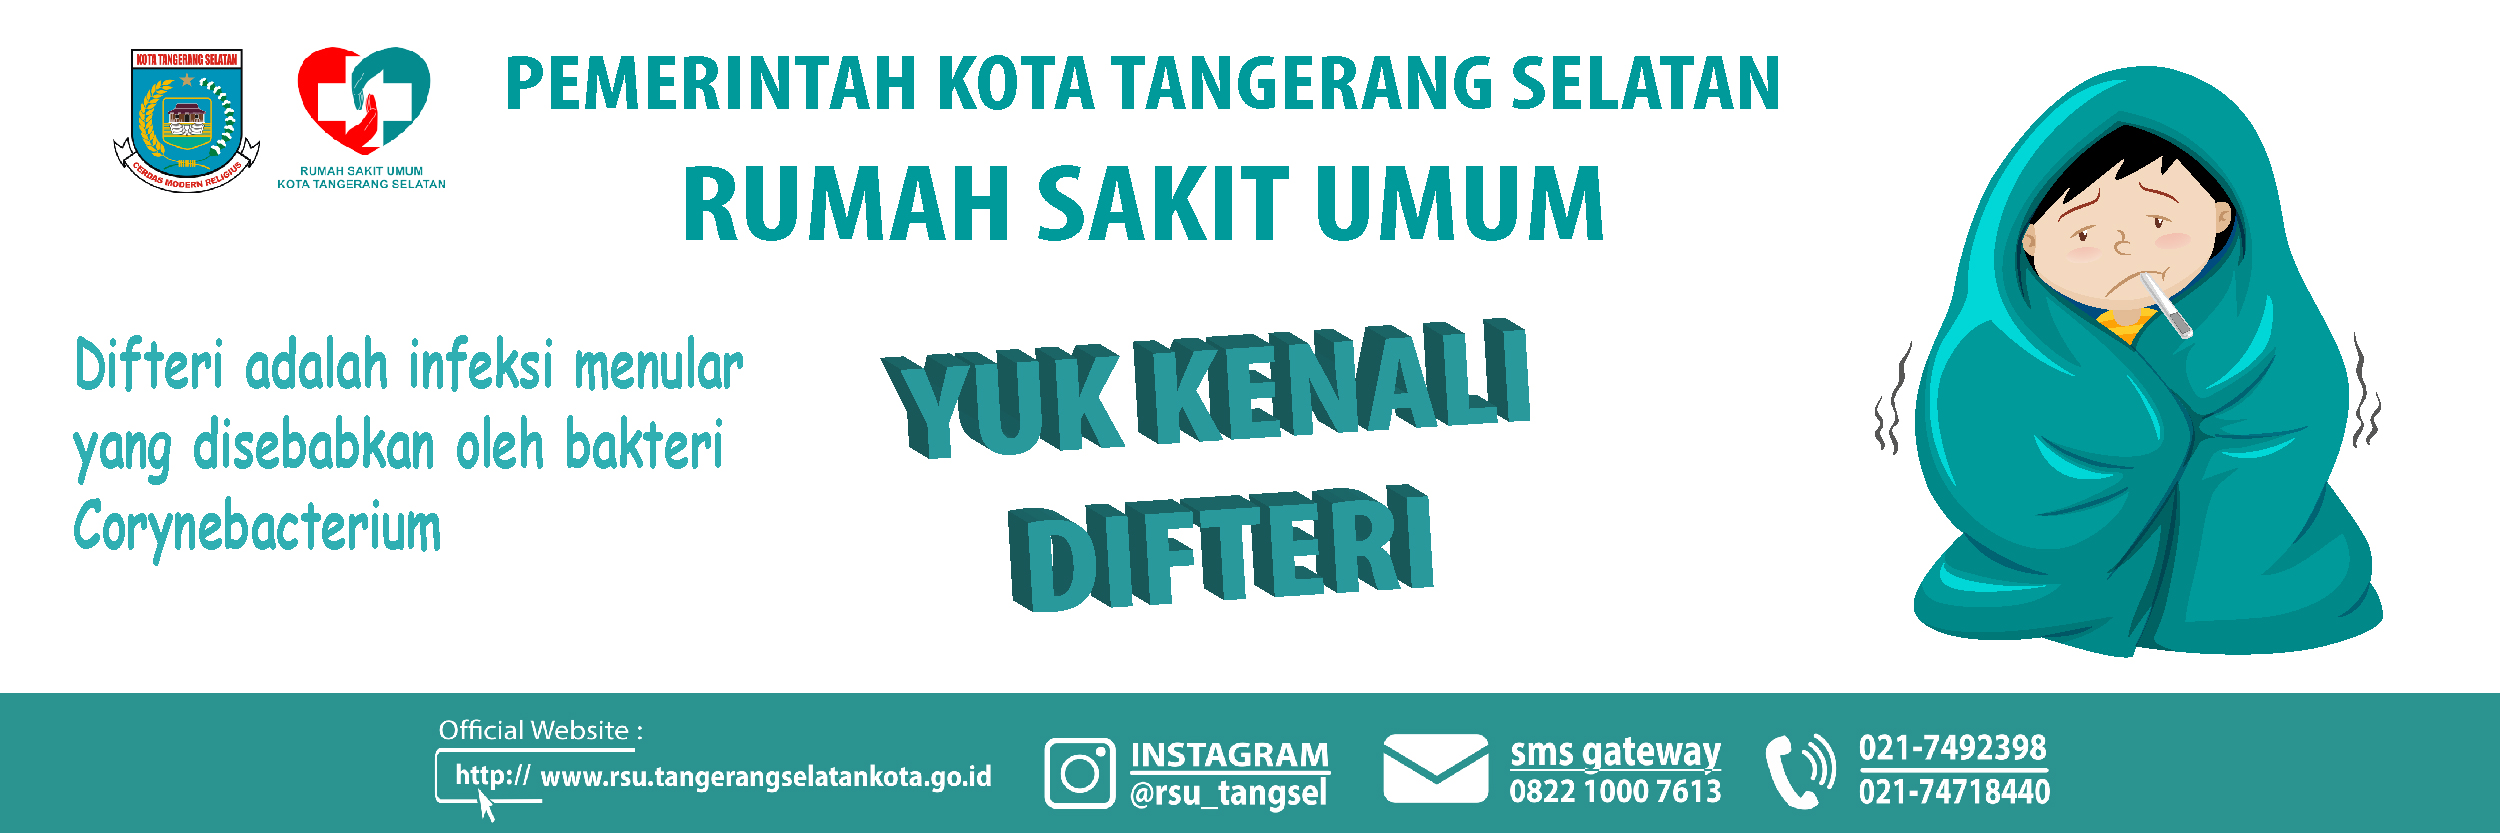 KOTA TANGERANG SELATAN
CERDAS MODERN RELIGIUS
RUMAH SAKIT UMUM
KOTA TANGERANG SELATAN
PEMERINTAH KOTA TANGERANG SELATAN
RUMAH SAKIT UMUM
Difteri adalah infeksi menular
yang disebabkan oleh bakteri
Corynebacterium
YUK KENALI
DIFTERI
Official Website :
http:// www.rsu.tangerangselatankota.go.id
INSTAGRAM
@rsu_tangsel
sms gateway
0822 1000 7613
021-7492398
021-74718440